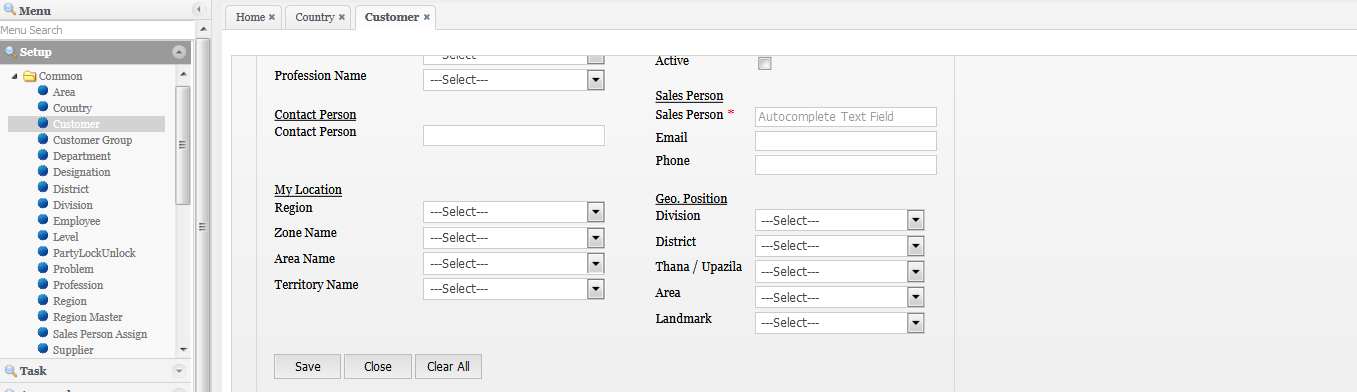 Menu
Menu Search
Setup
Common
Area
Country
Customer
Customer Group
Department
Designation
District
Division
Employee
Level
PartyLockUnlock
Problem
Profession
Region
Region Master
Sales Person Assign
Supplier
Task
Home ×
Country ×
Customer ×
Profession Name ---Select---
Contact Person
Contact Person
My Location
Region ---Select---
Zone Name ---Select---
Area Name ---Select---
Territory Name ---Select---
Active
Sales Person
Sales Person * Autocomplete Text Field
Email
Phone
Geo. Position
Division ---Select---
District ---Select---
Thana / Upazila ---Select---
Area ---Select---
Landmark ---Select---
Save Close Clear All